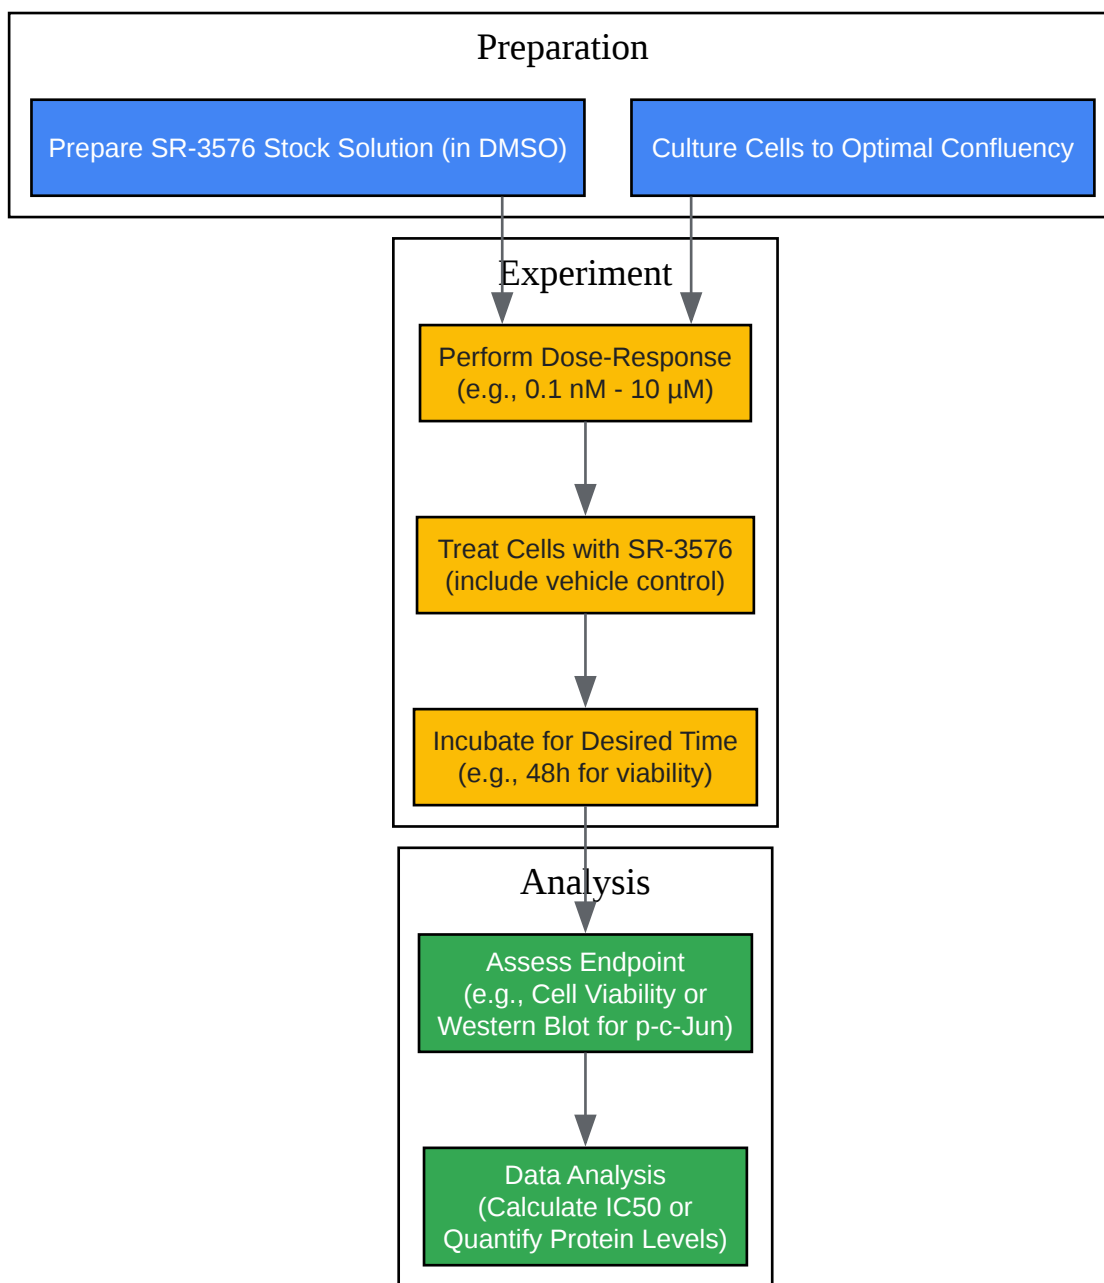 Preparation
Prepare SR-3576 Stock Solution (in DMSO)
Culture Cells to Optimal Confluency
Experiment
Perform Dose-Response
(e.g., 0.1 nM - 10 µM)
Treat Cells with SR-3576
(include vehicle control)
Incubate for Desired Time
(e.g., 48h for viability)
Analysis
Assess Endpoint
(e.g., Cell Viability or
Western Blot for p-c-Jun)
Data Analysis
(Calculate IC50 or
Quantify Protein Levels)